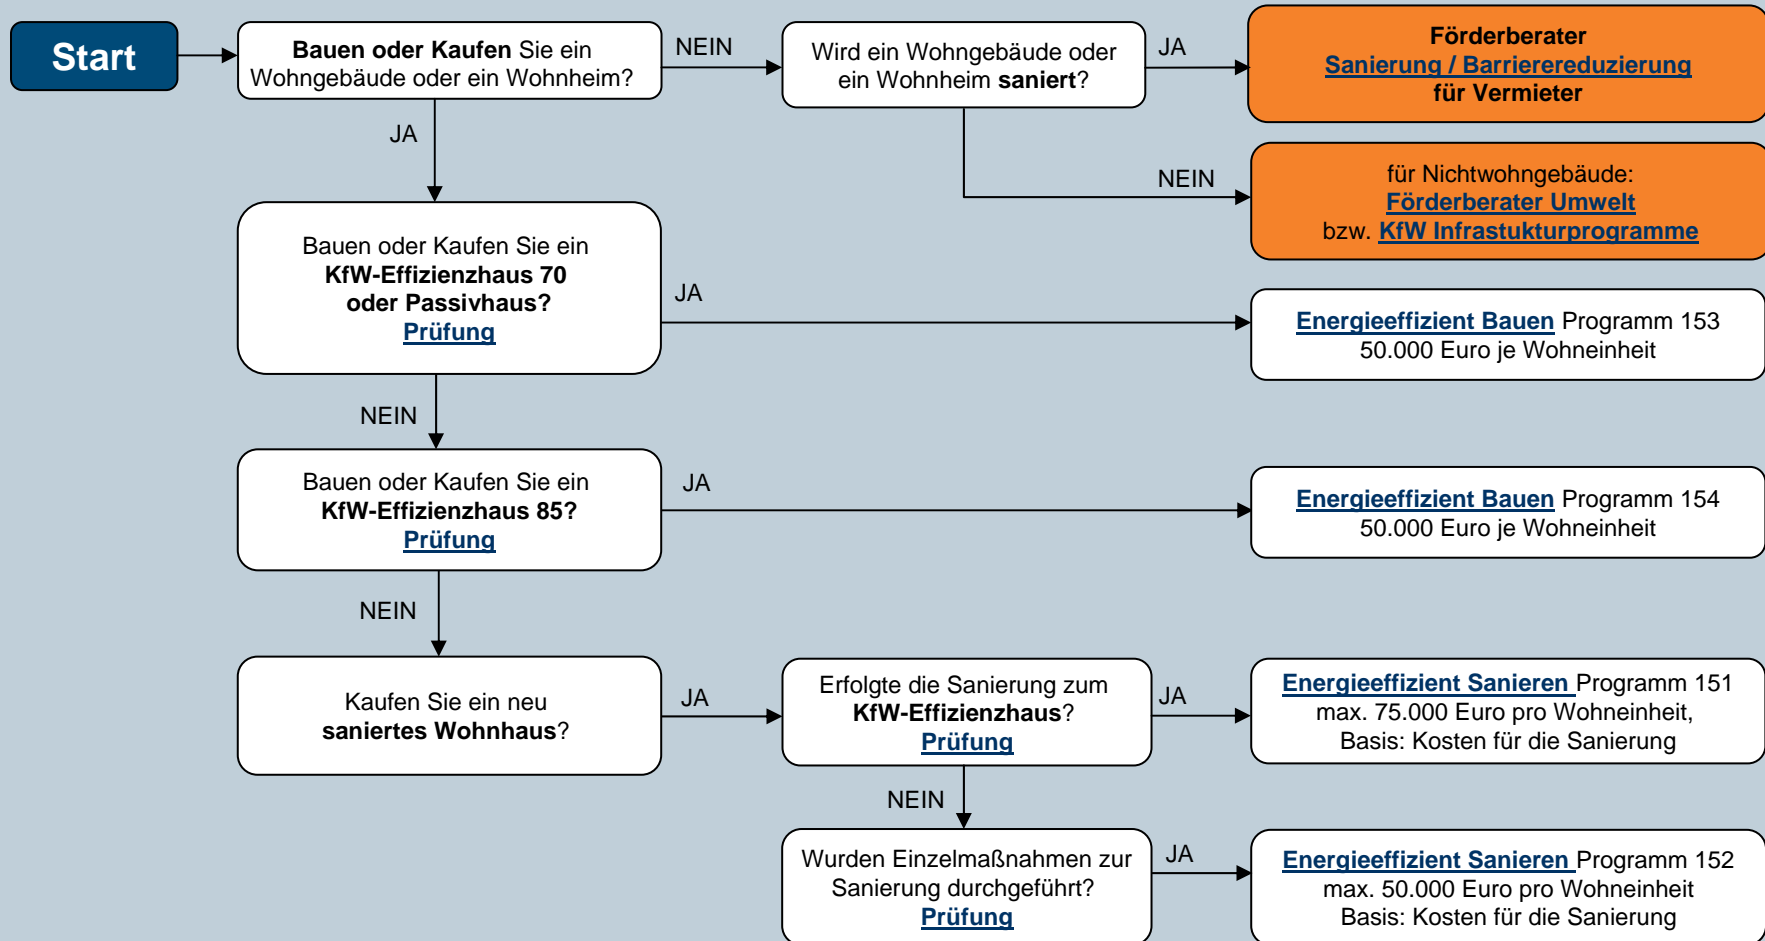 Start
Bauen oder Kaufen Sie ein
Wohngebäude oder ein Wohnheim?
NEIN
Wird ein Wohngebäude oder
ein Wohnheim saniert?
JA
Förderberater
Sanierung / Barrierereduzierung
für Vermieter
JA
NEIN
für Nichtwohngebäude:
Förderberater Umwelt
bzw. KfW Infrastukturprogramme
Bauen oder Kaufen Sie ein
KfW-Effizienzhaus 70
oder Passivhaus?
Prüfung
JA
Energieeffizient Bauen Programm 153
50.000 Euro je Wohneinheit
NEIN
Bauen oder Kaufen Sie ein
KfW-Effizienzhaus 85?
Prüfung
JA
Energieeffizient Bauen Programm 154
50.000 Euro je Wohneinheit
NEIN
Kaufen Sie ein neu
saniertes Wohnhaus?
JA
Erfolgte die Sanierung zum
KfW-Effizienzhaus?
Prüfung
JA
Energieeffizient Sanieren Programm 151
max. 75.000 Euro pro Wohneinheit,
Basis: Kosten für die Sanierung
NEIN
Wurden Einzelmaßnahmen zur
Sanierung durchgeführt?
Prüfung
JA
Energieeffizient Sanieren Programm 152
max. 50.000 Euro pro Wohneinheit
Basis: Kosten für die Sanierung